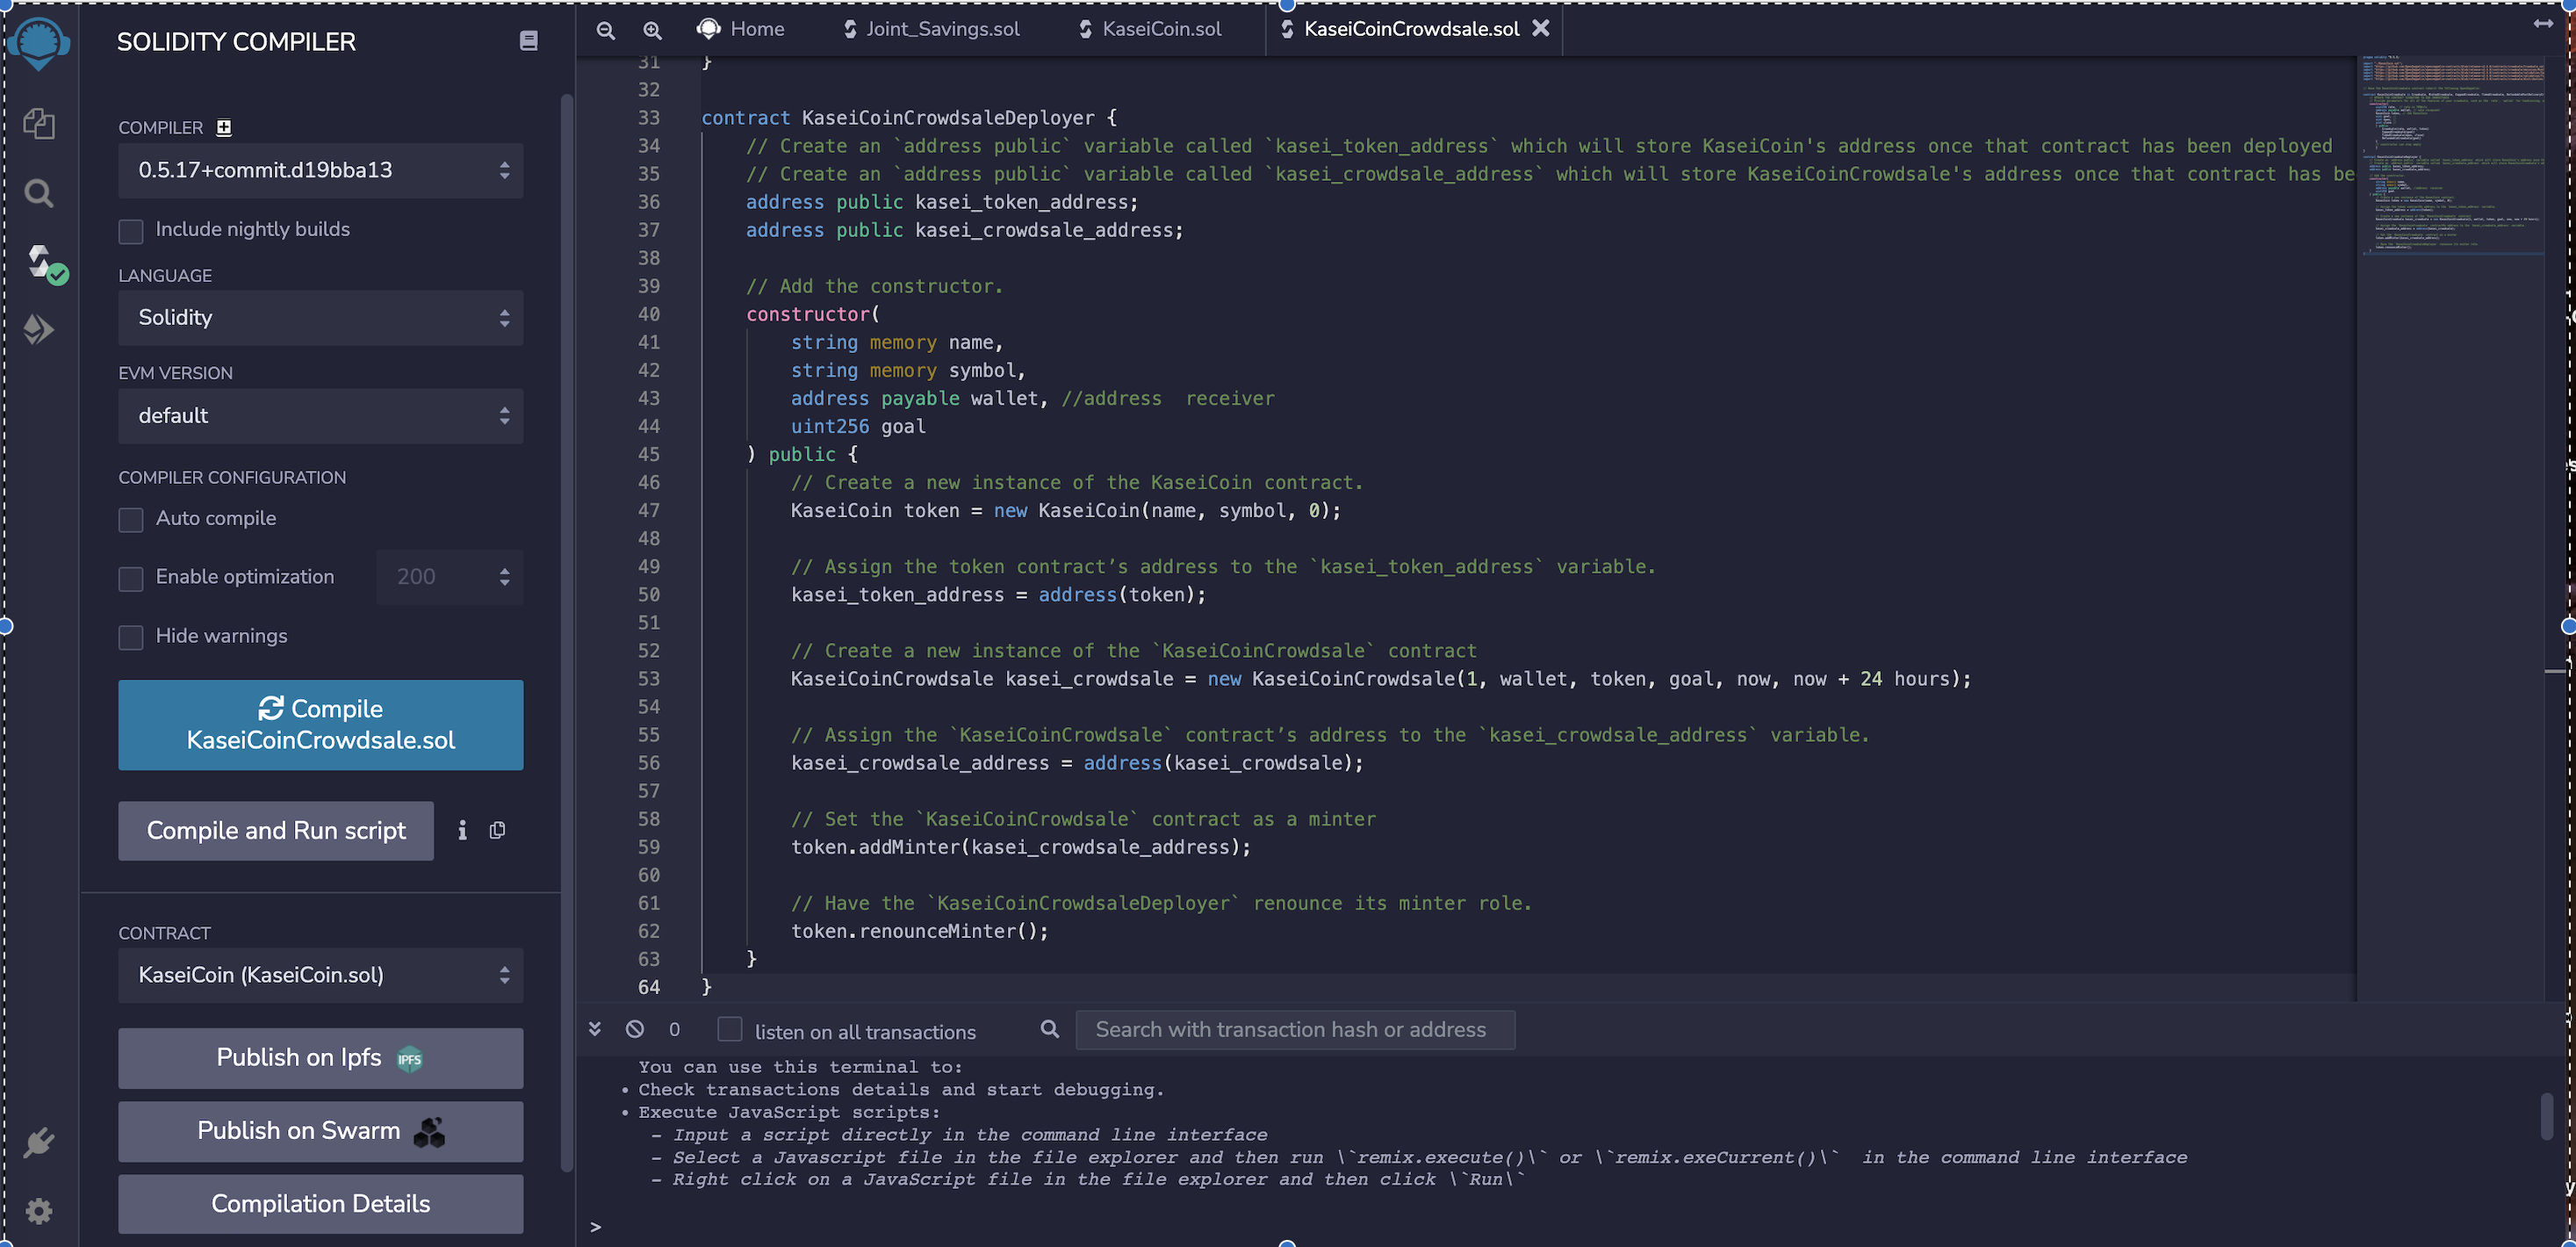 SOLIDITY COMPILER
COMPILER
0.5.17+commit.d19bba13
Include nightly builds
LANGUAGE
Solidity
EVM VERSION
default
COMPILER CONFIGURATION
Auto compile
Enable optimization 200
Hide warnings
Compile
KaseiCoinCrowdsale.sol
Compile and Run script
CONTRACT
KaseiCoin (KaseiCoin.sol)
Publish on Ipfs IPFS
Publish on Swarm
Compilation Details
Home Joint_Savings.sol KaseiCoin.sol KaseiCoinCrowdsale.sol
31 }
32
33 contract KaseiCoinCrowdsaleDeployer {
34 // Create an `address public` variable called `kasei_token_address` which will store KaseiCoin's address once that contract has been deployed
35 // Create an `address public` variable called `kasei_crowdsale_address` which will store KaseiCoinCrowdsale's address once that contract has be
36 address public kasei_token_address;
37 address public kasei_crowdsale_address;
38
39 // Add the constructor.
40 constructor(
41 string memory name,
42 string memory symbol,
43 address payable wallet, //address  receiver
44 uint256 goal
45 ) public {
46 // Create a new instance of the KaseiCoin contract.
47 KaseiCoin token = new KaseiCoin(name, symbol, 0);
48
49 // Assign the token contract’s address to the `kasei_token_address` variable.
50 kasei_token_address = address(token);
51
52 // Create a new instance of the `KaseiCoinCrowdsale` contract
53 KaseiCoinCrowdsale kasei_crowdsale = new KaseiCoinCrowdsale(1, wallet, token, goal, now, now + 24 hours);
54
55 // Assign the `KaseiCoinCrowdsale` contract’s address to the `kasei_crowdsale_address` variable.
56 kasei_crowdsale_address = address(kasei_crowdsale);
57
58 // Set the `KaseiCoinCrowdsale` contract as a minter
59 token.addMinter(kasei_crowdsale_address);
60
61 // Have the `KaseiCoinCrowdsaleDeployer` renounce its minter role.
62 token.renounceMinter();
63 }
64 }
0 listen on all transactions Search with transaction hash or address
You can use this terminal to:
• Check transactions details and start debugging.
• Execute JavaScript scripts:
– Input a script directly in the command line interface
– Select a Javascript file in the file explorer and then run \`remix.execute()\` or \`remix.exeCurrent()\`  in the command line interface
– Right click on a JavaScript file in the file explorer and then click \`Run\`
>